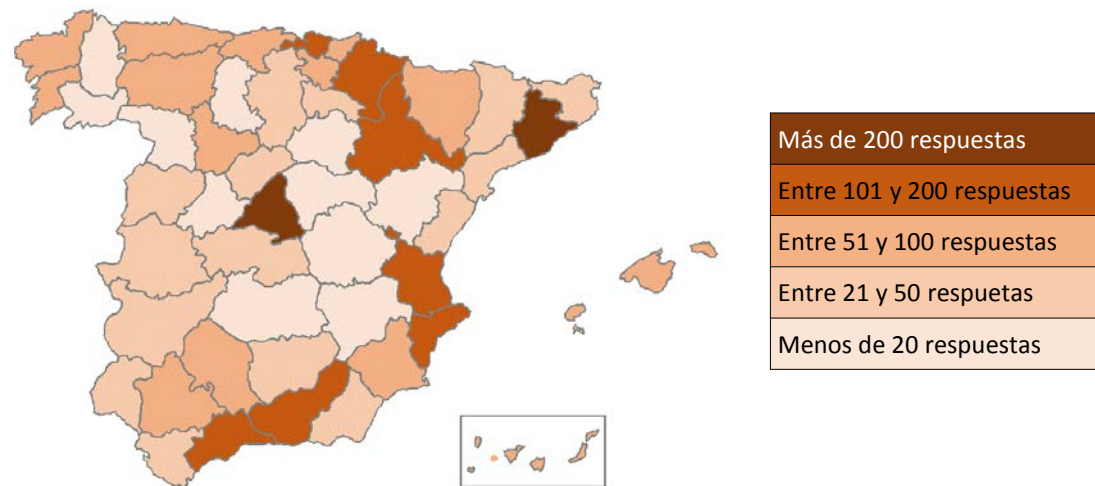 Más de 200 respuestas
Entre 101 y 200 respuestas
Entre 51 y 100 respuestas
Entre 21 y 50 respuetas
Menos de 20 respuestas